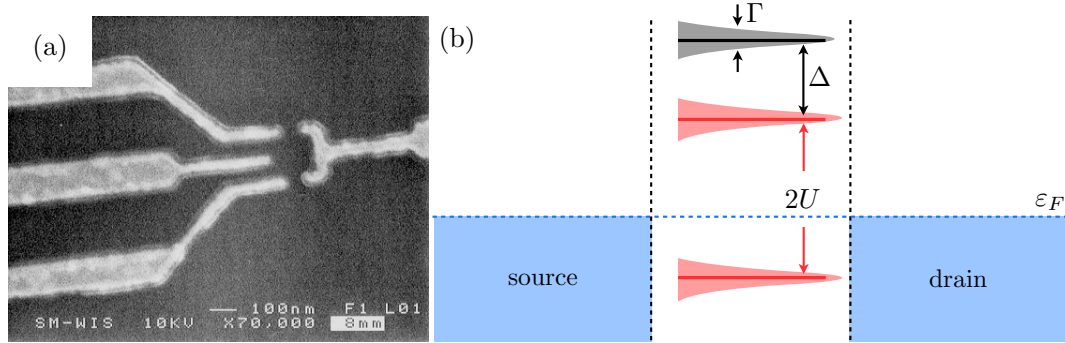 (a)
100nm F1 L01
SM-WIS 10KV X70,000 8mm
(b)
Γ
Δ
2U
ε_F
source
drain